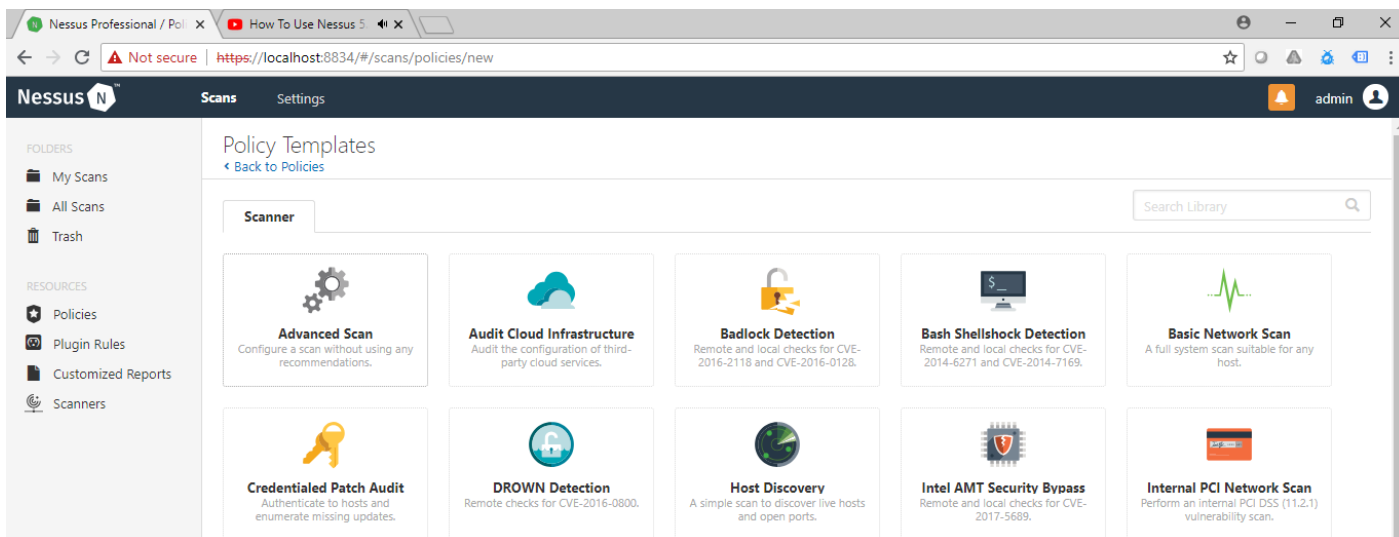 Nessus Professional / Poli
How To Use Nessus 5.
Not secure | https://localhost:8834/#/scans/policies/new
Nessus N ™
Scans
Settings
admin
FOLDERS
My Scans
All Scans
Trash
RESOURCES
Policies
Plugin Rules
Customized Reports
Scanners
Policy Templates
Back to Policies
Scanner
Search Library
Advanced Scan
Configure a scan without using any
recommendations.
Audit Cloud Infrastructure
Audit the configuration of third-
party cloud services.
Badlock Detection
Remote and local checks for CVE-
2016-2118 and CVE-2016-0128.
$_
Bash Shellshock Detection
Remote and local checks for CVE-
2014-6271 and CVE-2014-7169.
Basic Network Scan
A full system scan suitable for any
host.
Credentialed Patch Audit
Authenticate to hosts and
enumerate missing updates.
DROWN Detection
Remote checks for CVE-2016-0800.
Host Discovery
A simple scan to discover live hosts
and open ports.
Intel AMT Security Bypass
Remote and local checks for CVE-
2017-5689.
Internal PCI Network Scan
Perform an internal PCI DSS (11.2.1)
vulnerability scan.